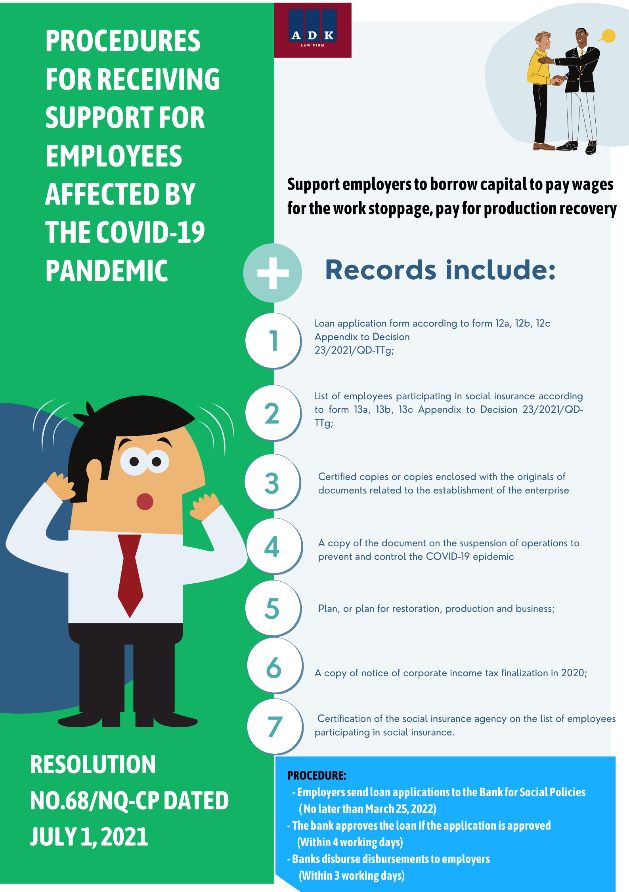 PROCEDURES
FOR RECEIVING
SUPPORT FOR
EMPLOYEES
AFFECTED BY
THE COVID-19
PANDEMIC
ADK
LAW FIRM
Support employers to borrow capital to pay wages
for the work stoppage, pay for production recovery
Records include:
1
Loan application form according to form 12a, 12b, 12c
Appendix to Decision
23/2021/QD-TTg;
2
List of employees participating in social insurance according
to form 13a, 13b, 13c Appendix to Decision 23/2021/QD-
TTg;
3
Certified copies or copies enclosed with the originals of
documents related to the establishment of the enterprise
4
A copy of the document on the suspension of operations to
prevent and control the COVID-19 epidemic
5
Plan, or plan for restoration, production and business;
6
A copy of notice of corporate income tax finalization in 2020;
7
Certification of the social insurance agency on the list of employees
participating in social insurance.
RESOLUTION
NO.68/NQ-CP DATED
JULY 1, 2021
PROCEDURE:
- Employers send loan applications to the Bank for Social Policies
( No later than March 25, 2022)
- The bank approves the loan if the application is approved
(Within 4 working days)
- Banks disburse disbursements to employers
(Within 3 working days)